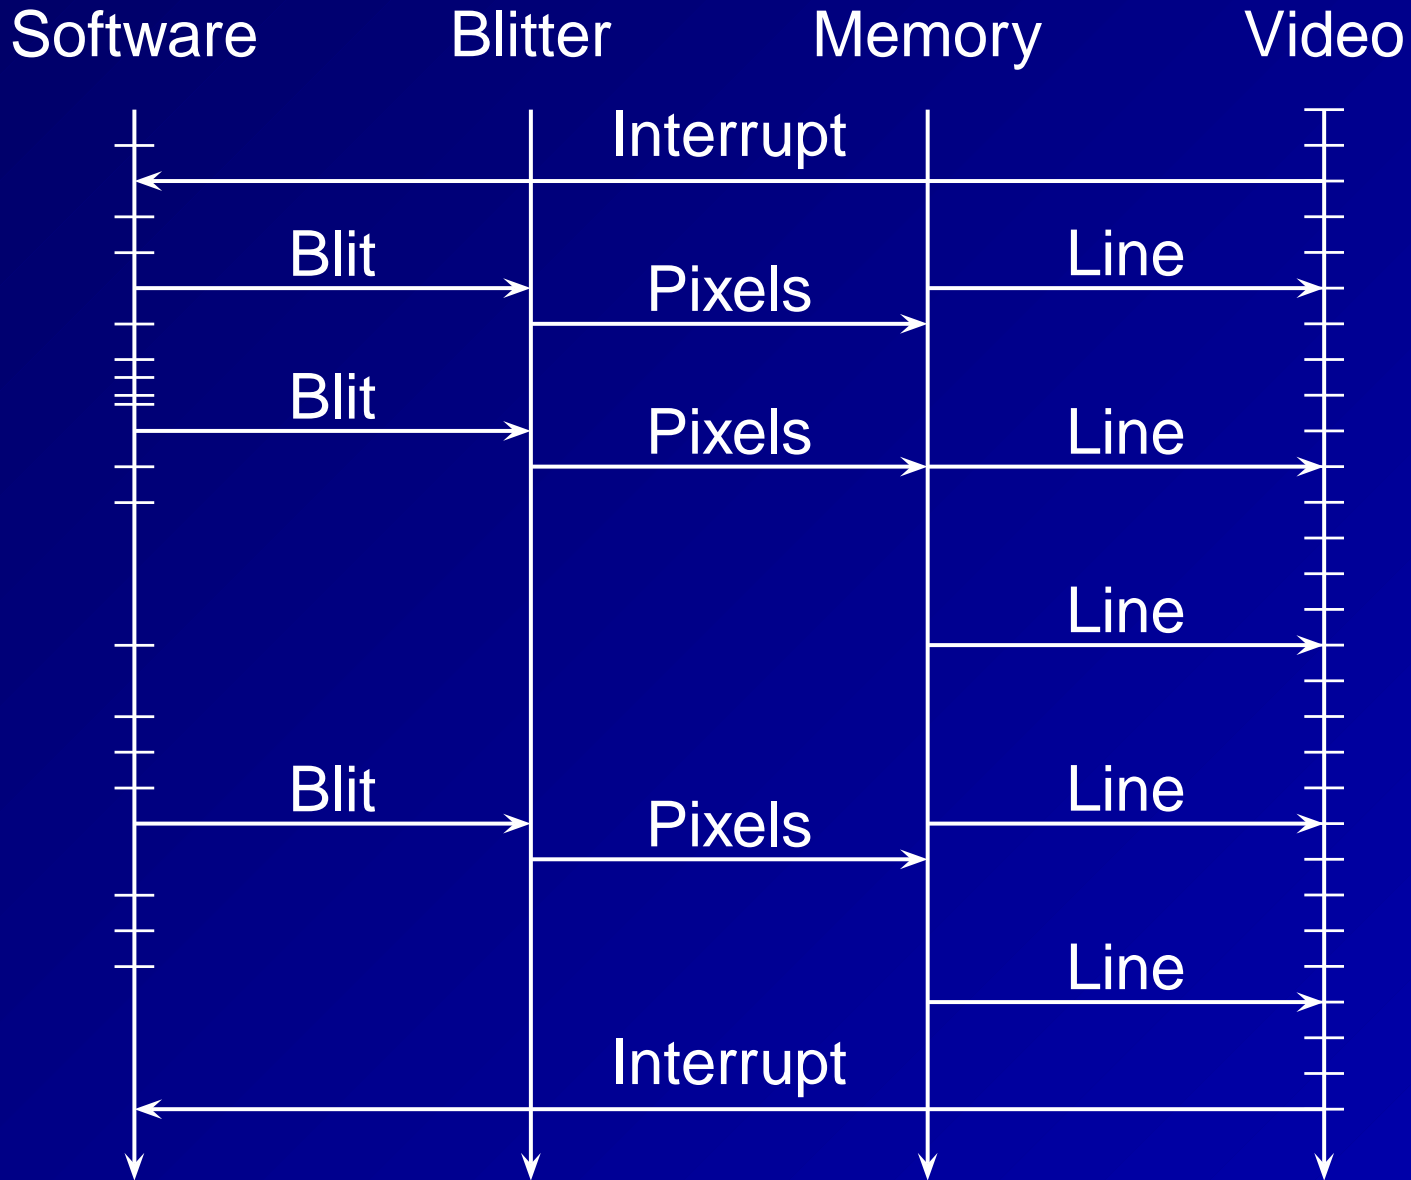 Software Blitter Memory Video
Interrupt
Blit Line
Pixels
Blit Pixels Line
Line
Blit Pixels Line
Line
Interrupt